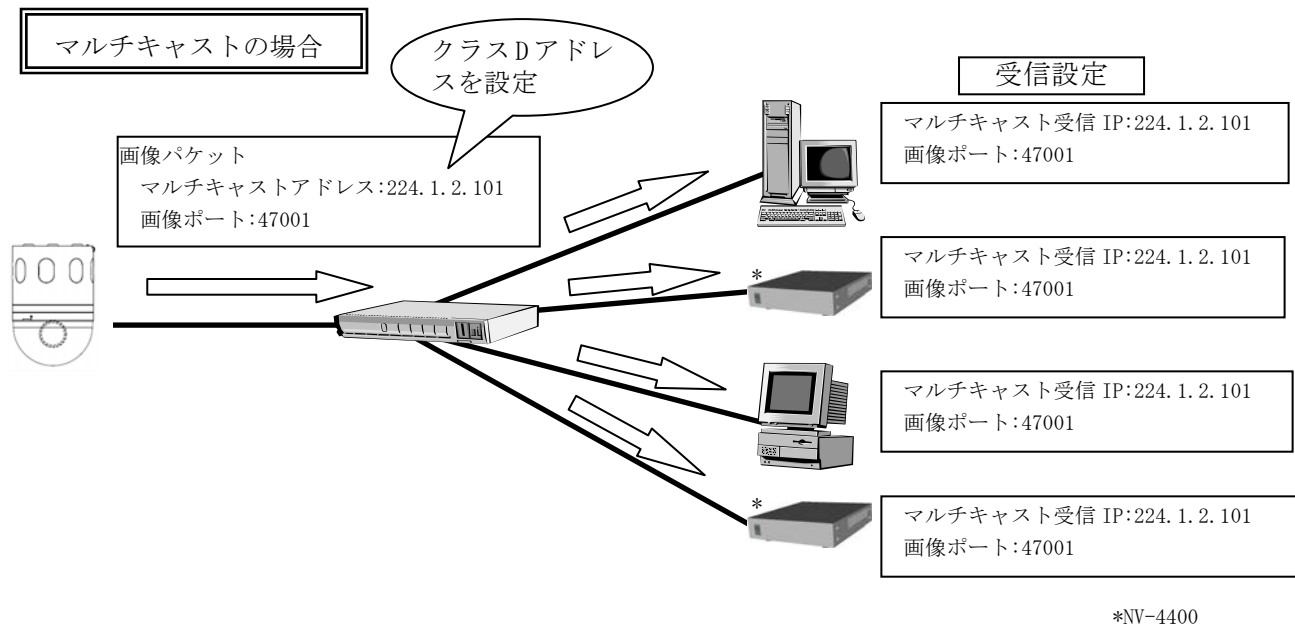 マルチキャストの場合
クラスDアドレ
スを設定
受信設定
画像パケット
マルチキャストアドレス:224.1.2.101
画像ポート:47001
マルチキャスト受信 IP:224.1.2.101
画像ポート:47001
*
マルチキャスト受信 IP:224.1.2.101
画像ポート:47001
マルチキャスト受信 IP:224.1.2.101
画像ポート:47001
*
マルチキャスト受信 IP:224.1.2.101
画像ポート:47001
*NV-4400